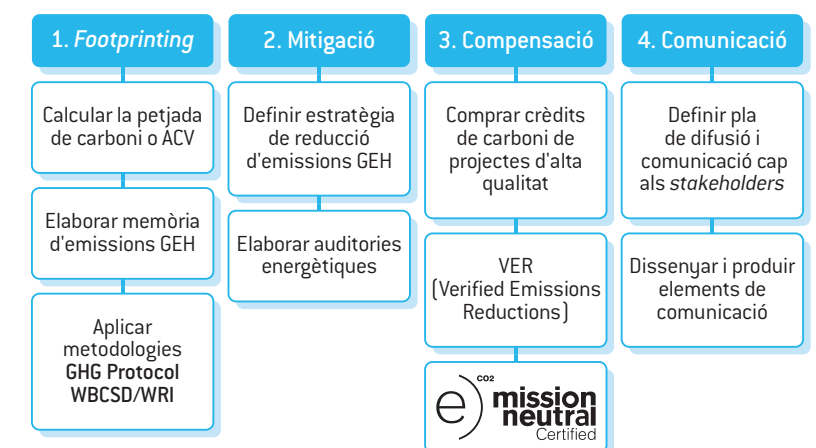 1. Footprinting
Calcular la petjada
de carboni o ACV
Elaborar memòria
d'emissions GEH
Aplicar
metodologies
GHG Protocol
WBCSD/WRI
2. Mitigació
Definir estratègia
de reducció
d'emissions GEH
Elaborar auditories
energètiques
3. Compensació
Comprar crèdits
de carboni de
projectes d'alta
qualitat
VER
(Verified Emissions
Reductions)
e) CO2 mission
neutral
Certified
4. Comunicació
Definir pla
de difusió i
comunicació cap
als stakeholders
Dissenyar i produir
elements de
comunicació